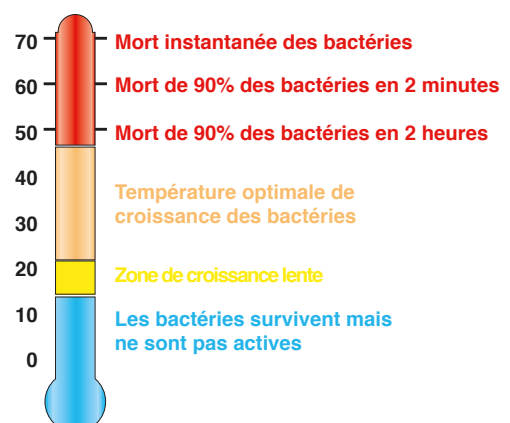 70 Mort instantanée des bactéries
60 Mort de 90% des bactéries en 2 minutes
50 Mort de 90% des bactéries en 2 heures
40
Température optimale de
croissance des bactéries
30
20 Zone de croissance lente
10 Les bactéries survivent mais
ne sont pas actives
0